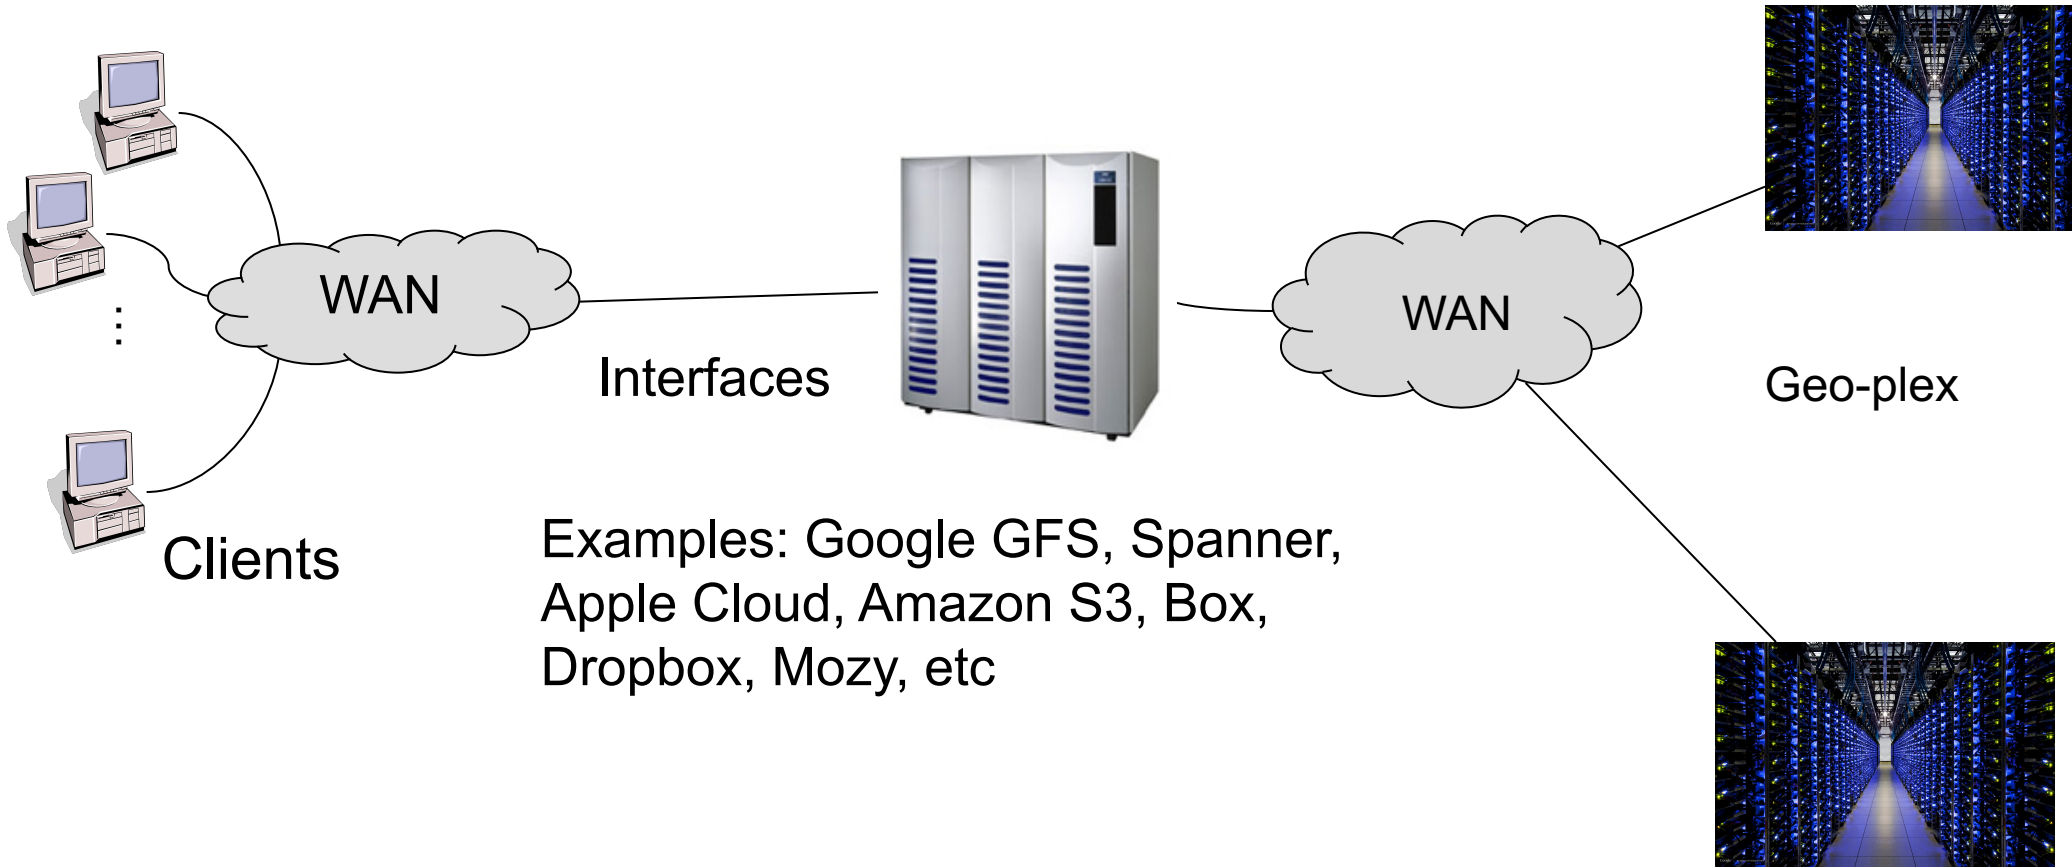 WAN
WAN
Interfaces
Geo-plex
Clients
Examples: Google GFS, Spanner,
Apple Cloud, Amazon S3, Box,
Dropbox, Mozy, etc